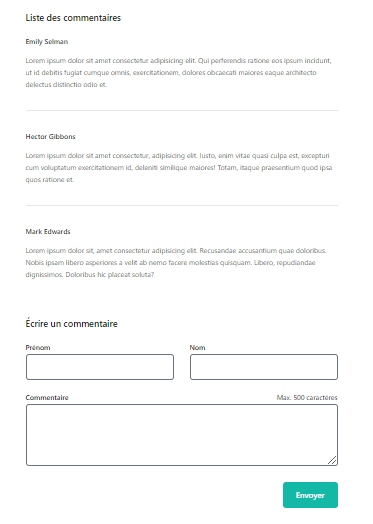 Liste des commentaires
Emily Selman
Lorem ipsum dolor sit amet consectetur adipisicing elit. Qui perferendis ratione eos ipsum incidunt,
ut id debitis fugiat cumque omnis, exercitationem, dolores obcaecati maiores eaque architecto
delectus distinctio odio et.
Hector Gibbons
Lorem ipsum dolor sit amet consectetur, adipisicing elit. Iusto, enim vitae quasi culpa est, excepturi
cum voluptatum exercitationem id, deleniti similique maiores! Totam, itaque praesentium quod ipsa
quos ratione et.
Mark Edwards
Lorem ipsum dolor sit, amet consectetur adipisicing elit. Recusandae accusantium quae doloribus.
Nobis ipsam libero asperiores a velit ab nemo facere molestias quisquam. Libero, repudiandae
dignissimos. Doloribus hic placeat soluta?
Écrire un commentaire
Prénom
Nom
Commentaire
Max. 500 caractères
Envoyer